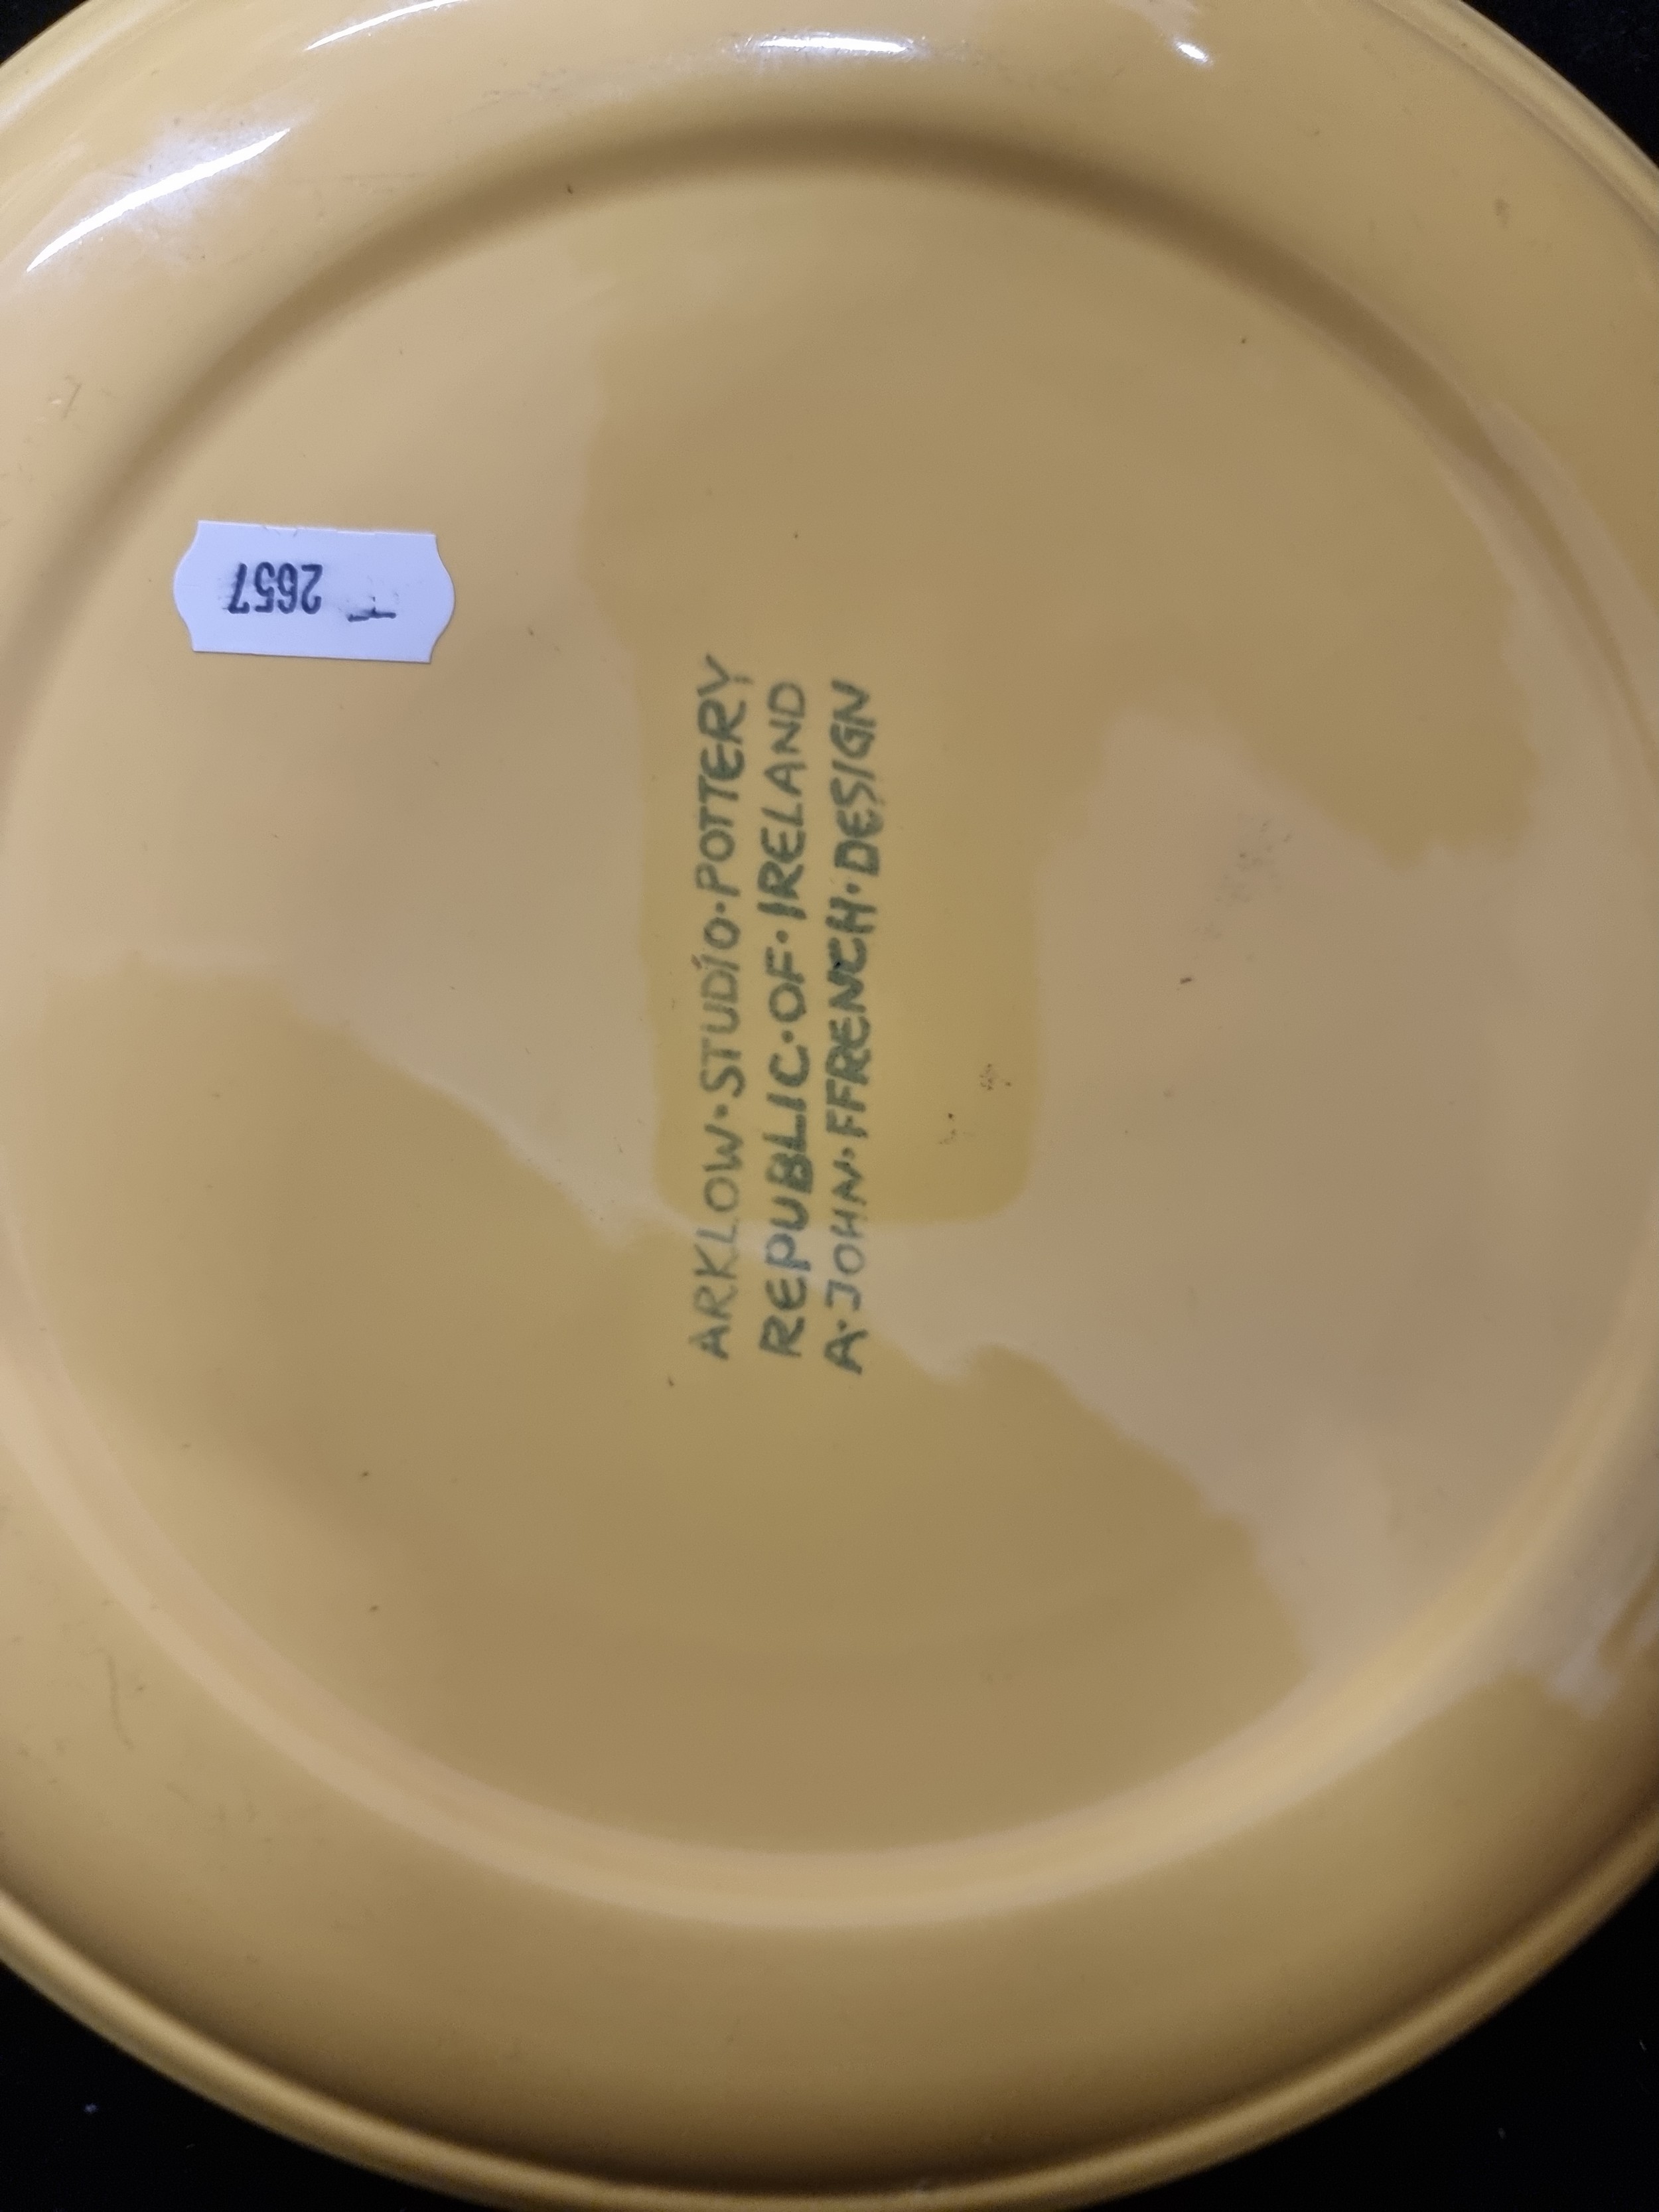 ARKLOW·STUDIO·POTTERY
REPUBLIC·OF·IRELAND
A·JOHN·FFRENCH·DESIGN
2657